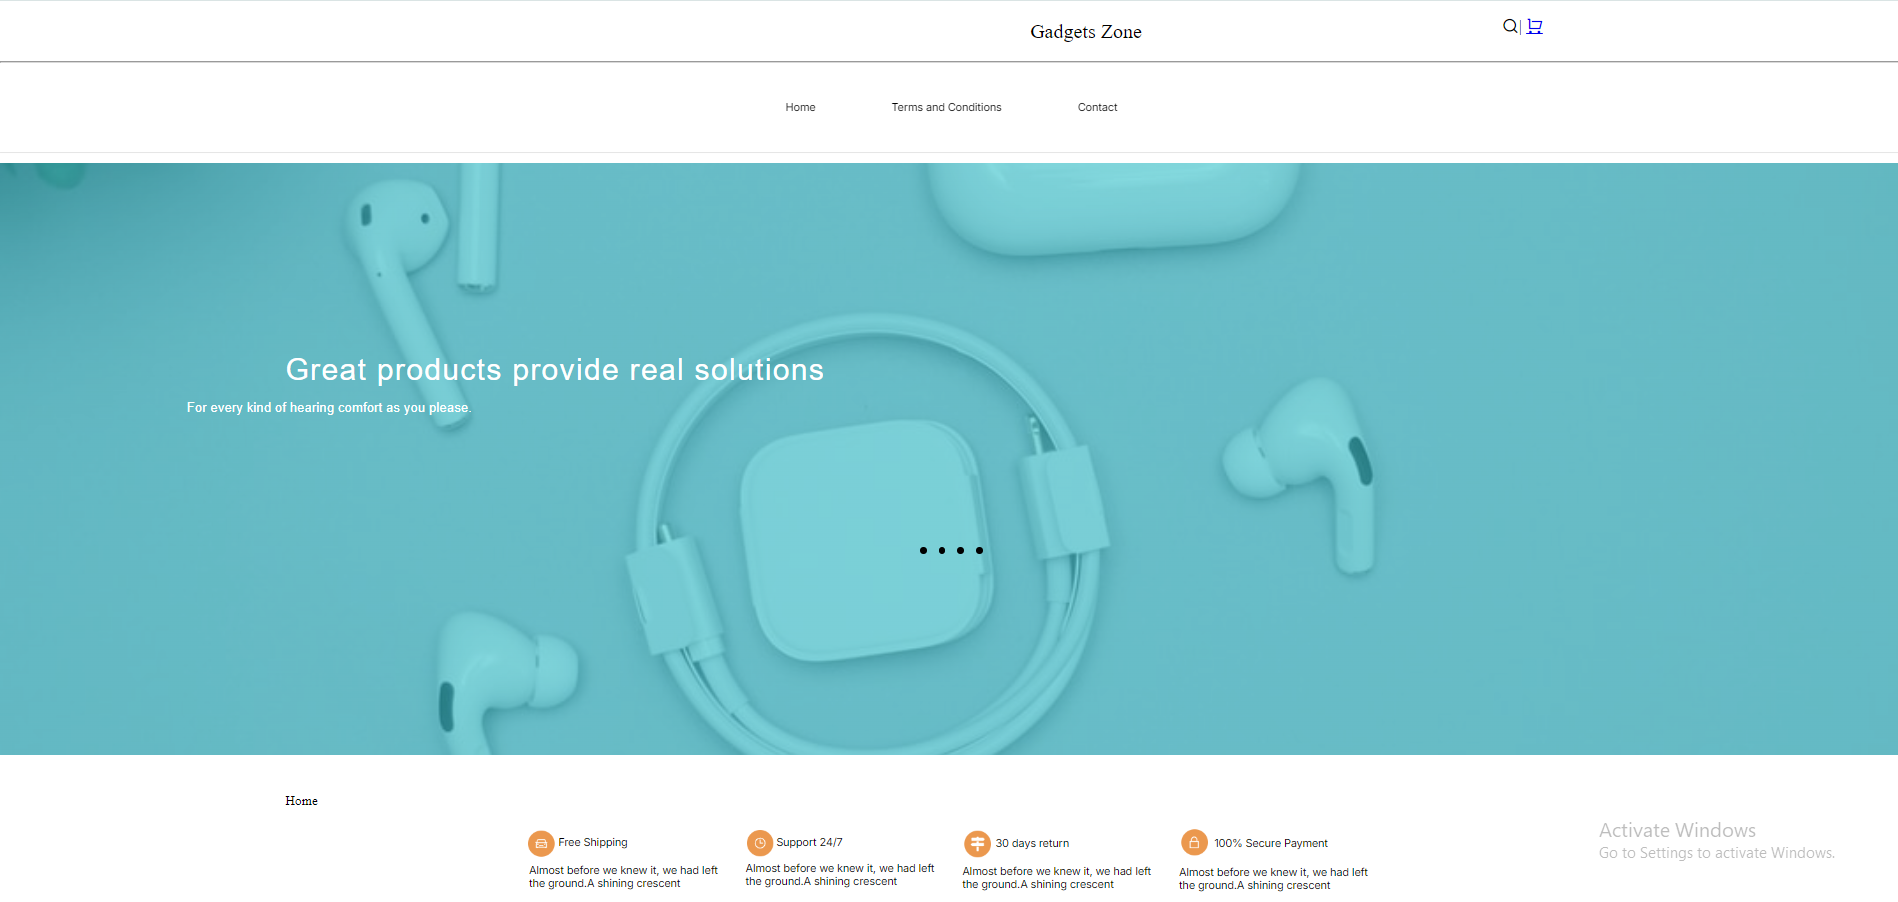 Gadgets Zone
Home
Terms and Conditions
Contact
Great products provide real solutions
For every kind of hearing comfort as you please.
Home
Free Shipping
Almost before we knew it, we had left
the ground.A shining crescent
Support 24/7
Almost before we knew it, we had left
the ground.A shining crescent
30 days return
Almost before we knew it, we had left
the ground.A shining crescent
100% Secure Payment
Almost before we knew it, we had left
the ground.A shining crescent
Activate Windows
Go to Settings to activate Windows.